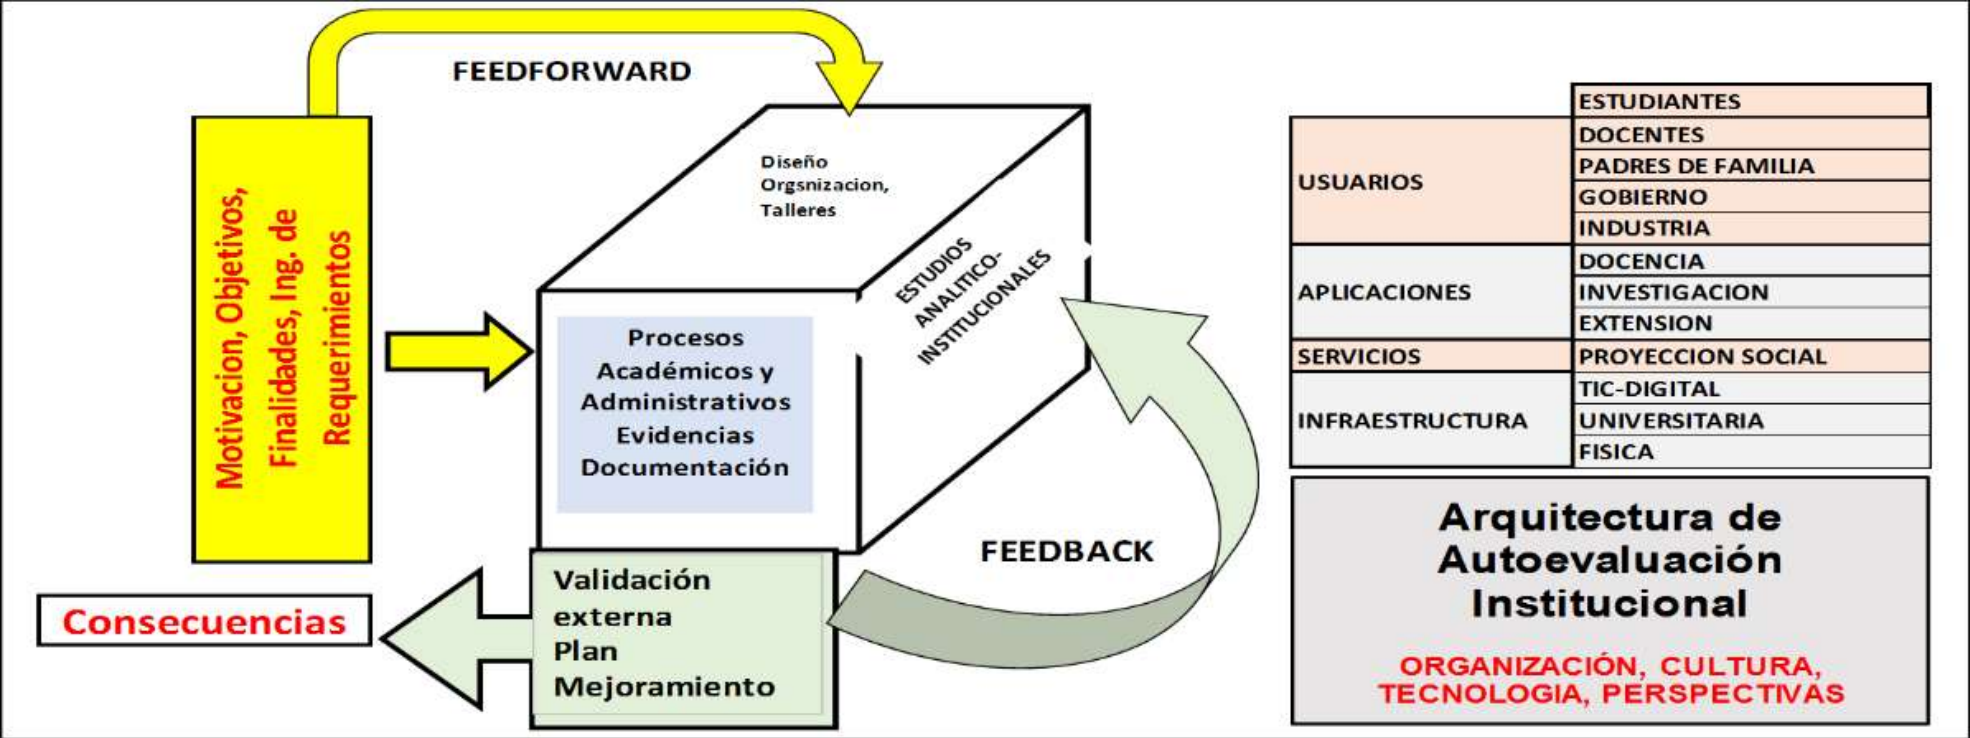 FEEDFORWARD
Motivacion, Objetivos,
Finalidades, Ing. de
Requerimientos
Diseño
Orgsnizacion,
Talleres
ESTUDIOS
ANALITICO-
INSTITUCIONALES
Procesos
Académicos y
Administrativos
Evidencias
Documentación
FEEDBACK
Validación
externa
Plan
Mejoramiento
Consecuencias
ESTUDIANTES
USUARIOS
DOCENTES
PADRES DE FAMILIA
GOBIERNO
INDUSTRIA
APLICACIONES
DOCENCIA
INVESTIGACION
EXTENSION
SERVICIOS
PROYECCION SOCIAL
INFRAESTRUCTURA
TIC-DIGITAL
UNIVERSITARIA
FISICA
Arquitectura de
Autoevaluación
Institucional
ORGANIZACIÓN, CULTURA,
TECNOLOGIA, PERSPECTIVAS